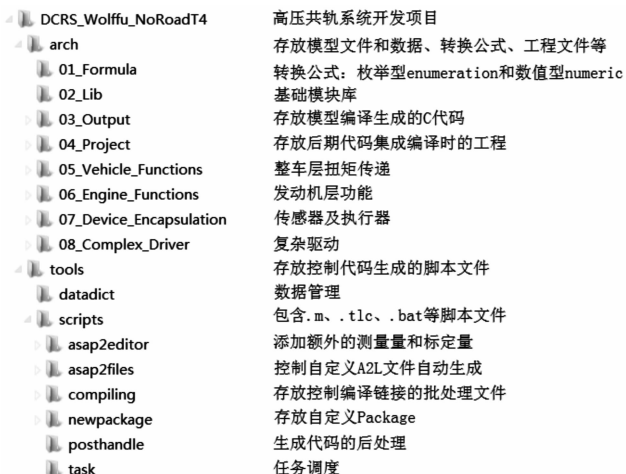 DCRS_Wolffu_NoRoadT4 高压共轨系统开发项目
arch 存放模型文件和数据、转换公式、工程文件等
01_Formula 转换公式：枚举型enumeration和数值型numeric
02_Lib 基础模块库
03_Output 存放模型编译生成的C代码
04_Project 存放后期代码集成编译时的工程
05_Vehicle_Functions 整车层扭矩传递
06_Engine_Functions 发动机层功能
07_Device_Encapsulation 传感器及执行器
08_Complex_Driver 复杂驱动
tools 存放控制代码生成的脚本文件
datadict 数据管理
scripts 包含.m、.tlc、.bat等脚本文件
asap2editor 添加额外的测量量和标定量
asap2files 控制自定义A2L文件自动生成
compiling 存放控制编译链接的批处理文件
newpackage 存放自定义Package
posthandle 生成代码的后处理
task 任务调度